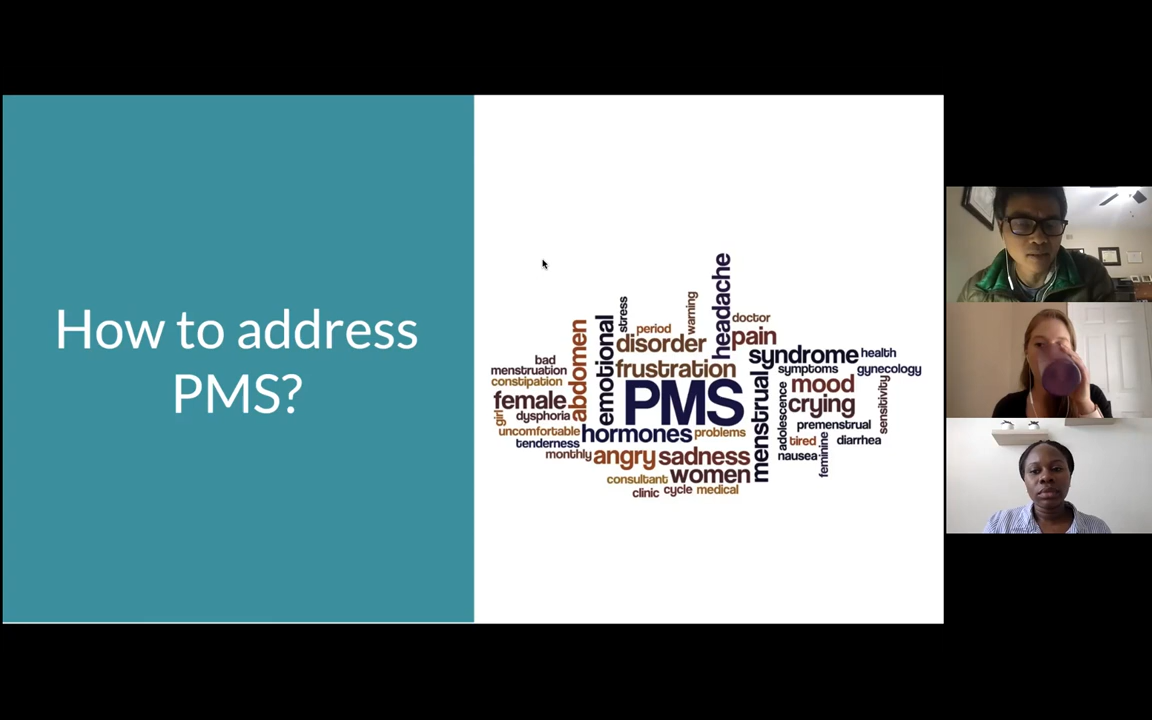 How to address
PMS?
headache
warning
stress
period
doctor
disorder
pain
emotional
abdomen
syndrome
health
bad
menstruation
frustration
symptoms
gynecology
constipation
PMS
menstrual
mood
sensitivity
female
adolescence
crying
girl
dysphoria
premenstrual
uncomfortable
hormones
problems
tired
feminine
diarrhea
tenderness
monthly
angry
sadness
nausea
consultant
women
clinic
cycle
medical